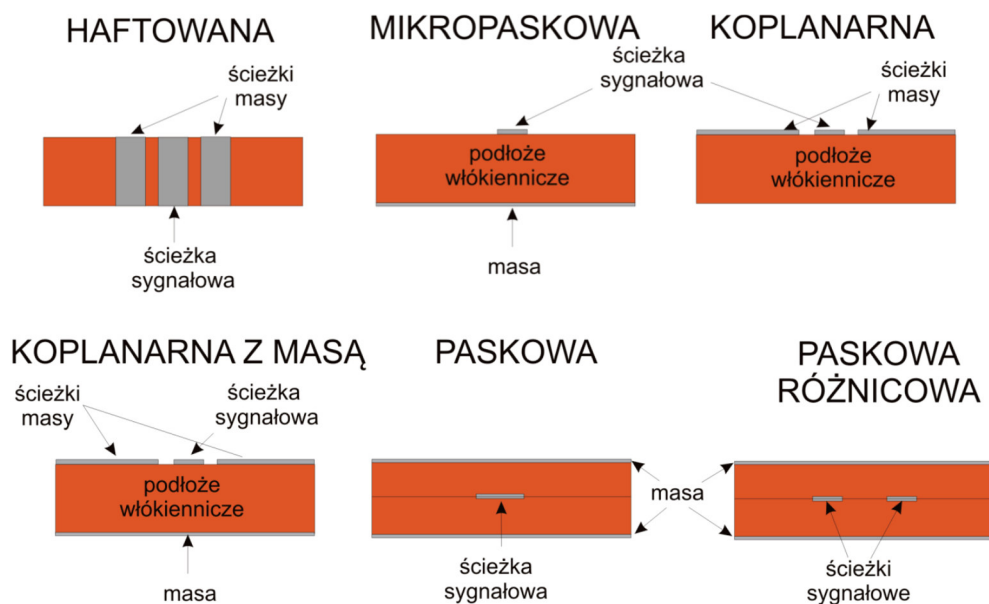 HAFTOWANA
ścieżki
masy
ścieżka
sygnałowa
MIKROPASKOWA
ścieżka
sygnałowa
podłoże
włókiennicze
masa
KOPLANARNA
ścieżki
masy
podłoże
włókiennicze
KOPLANARNA Z MASĄ
ścieżki
masy
ścieżka
sygnałowa
podłoże
włókiennicze
masa
PASKOWA
masa
ścieżka
sygnałowa
PASKOWA
RÓŻNICOWA
ścieżki
sygnałowe